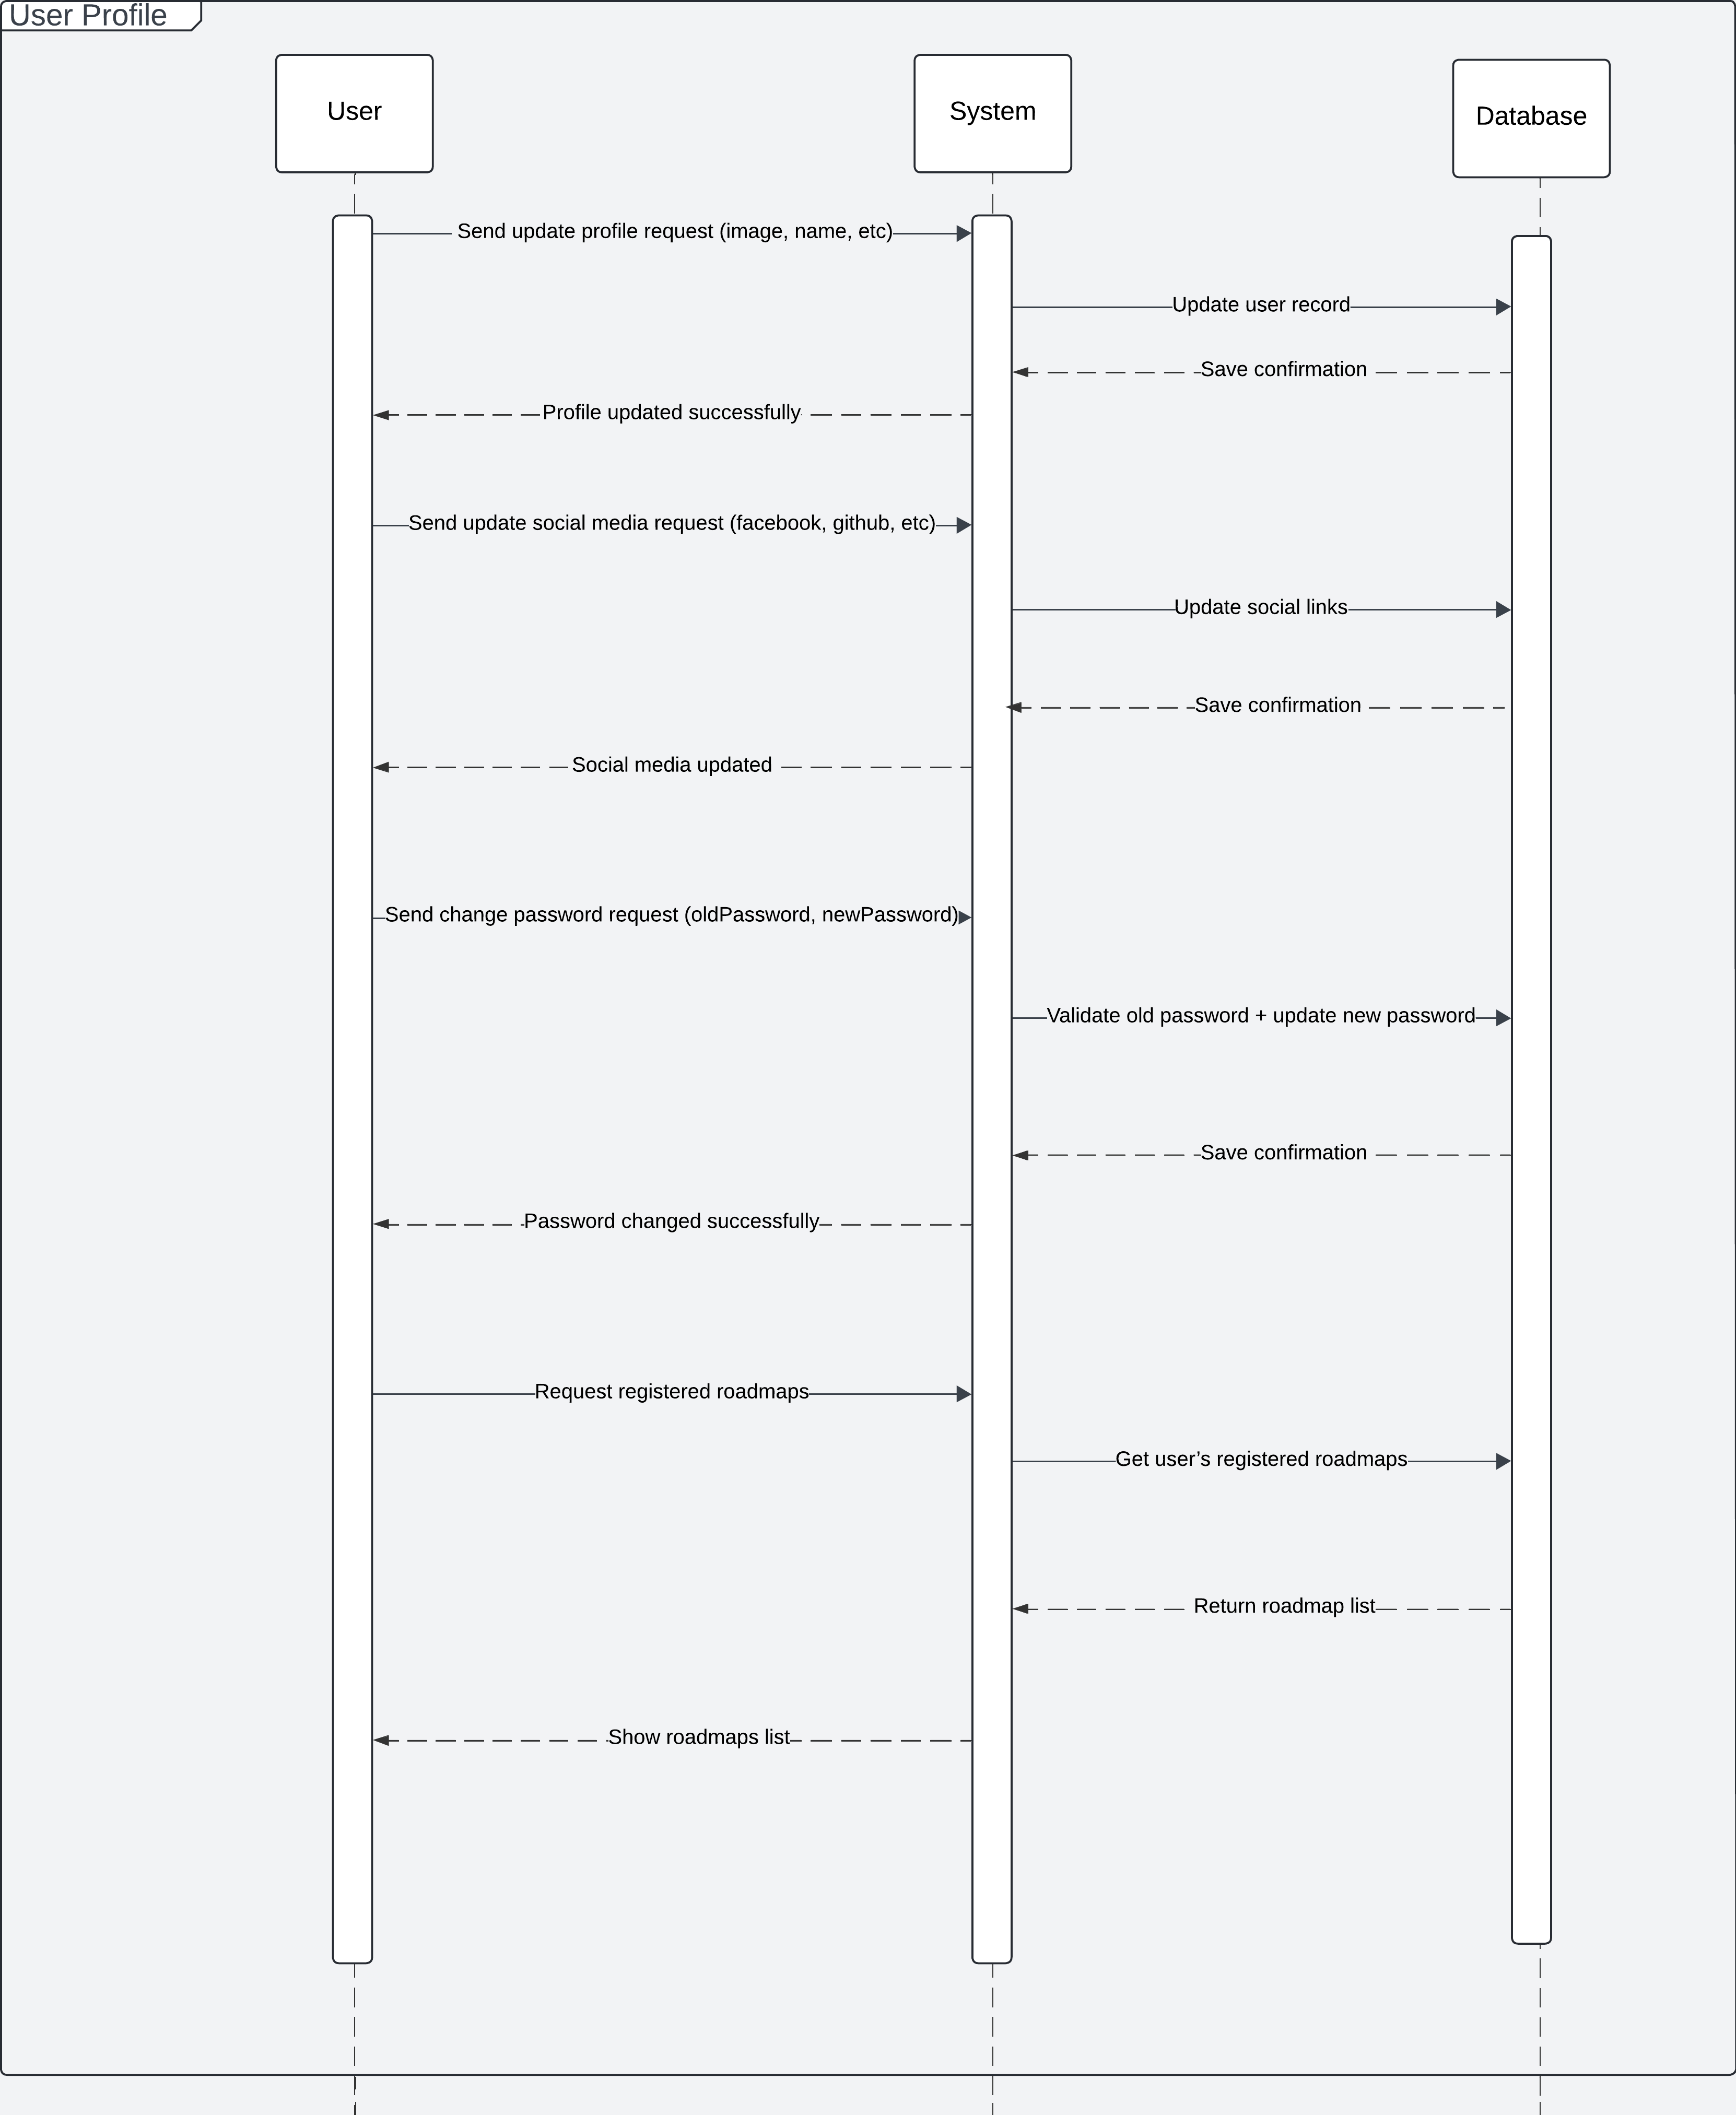 User Profile
User
System
Database
Send update profile request (image, name, etc)
Update user record
Save confirmation
Profile updated successfully
Send update social media request (facebook, github, etc)
Update social links
Save confirmation
Social media updated
Send change password request (oldPassword, newPassword)
Validate old password + update new password
Save confirmation
Password changed successfully
Request registered roadmaps
Get user’s registered roadmaps
Return roadmap list
Show roadmaps list